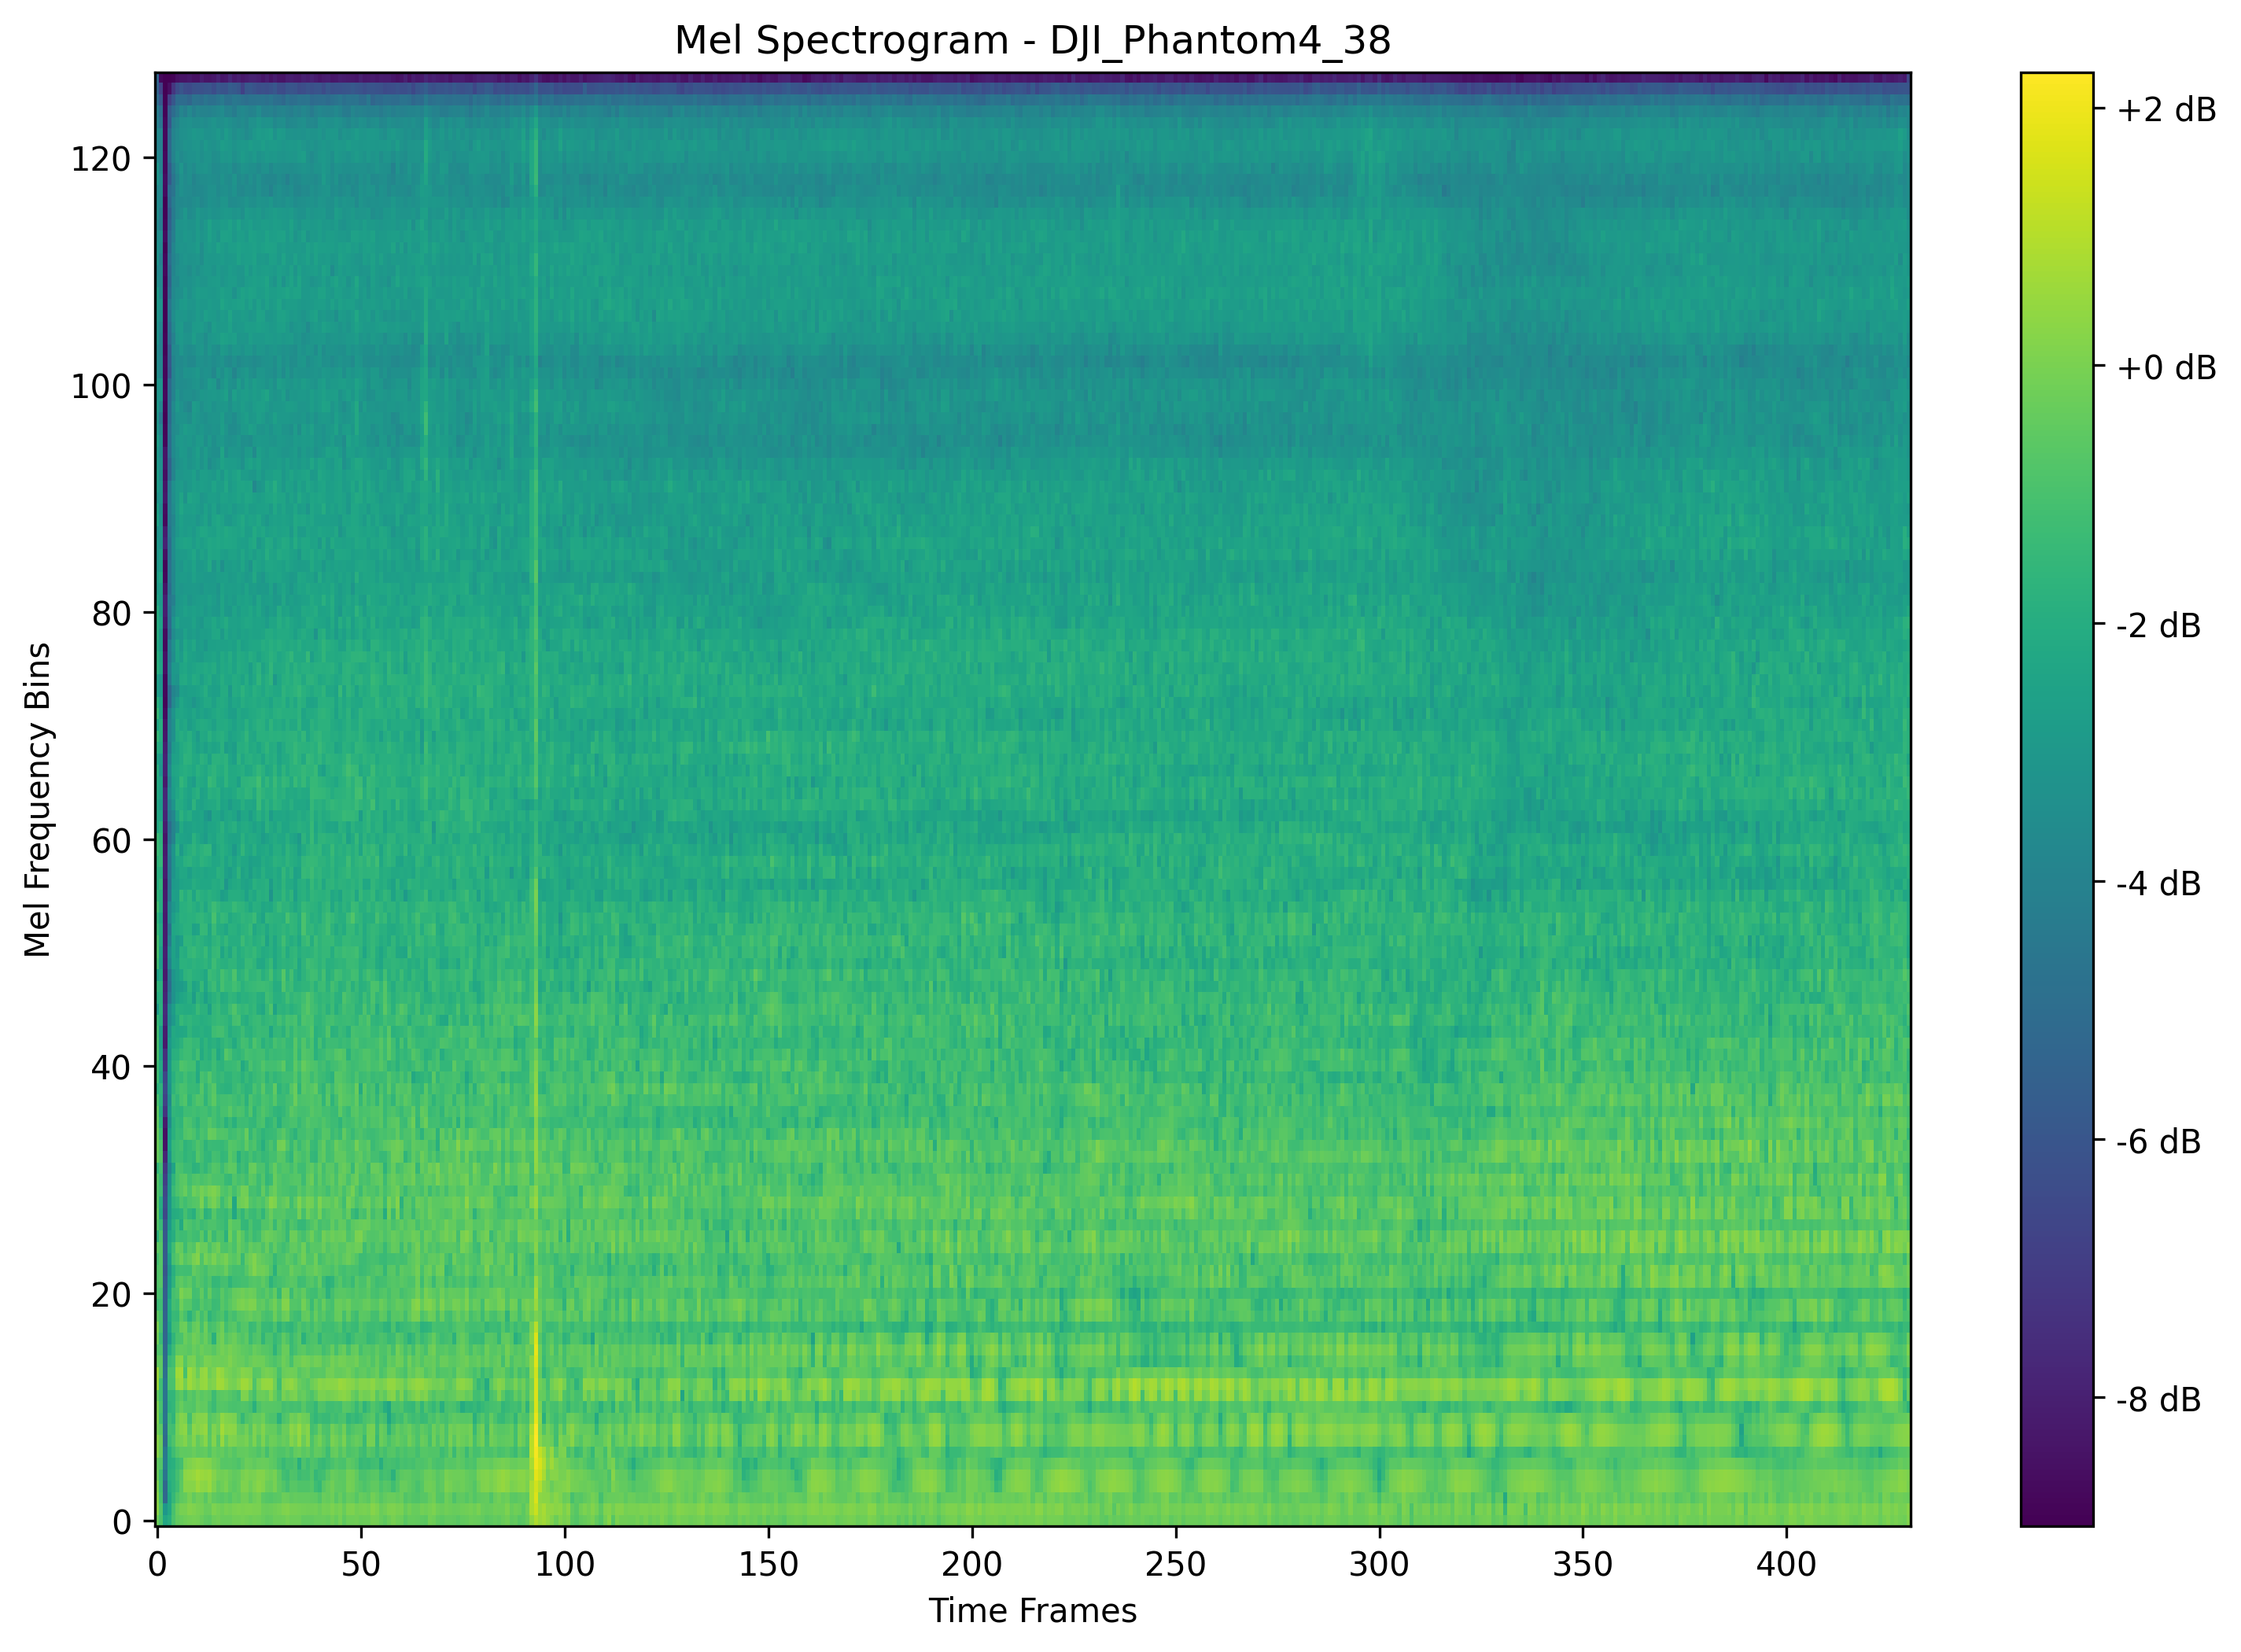 Mel Spectrogram - DJI_Phantom4_38
Mel Frequency Bins
120
100
80
60
40
20
0
0 50 100 150 200 250 300 350 400
Time Frames
+2 dB
+0 dB
-2 dB
-4 dB
-6 dB
-8 dB